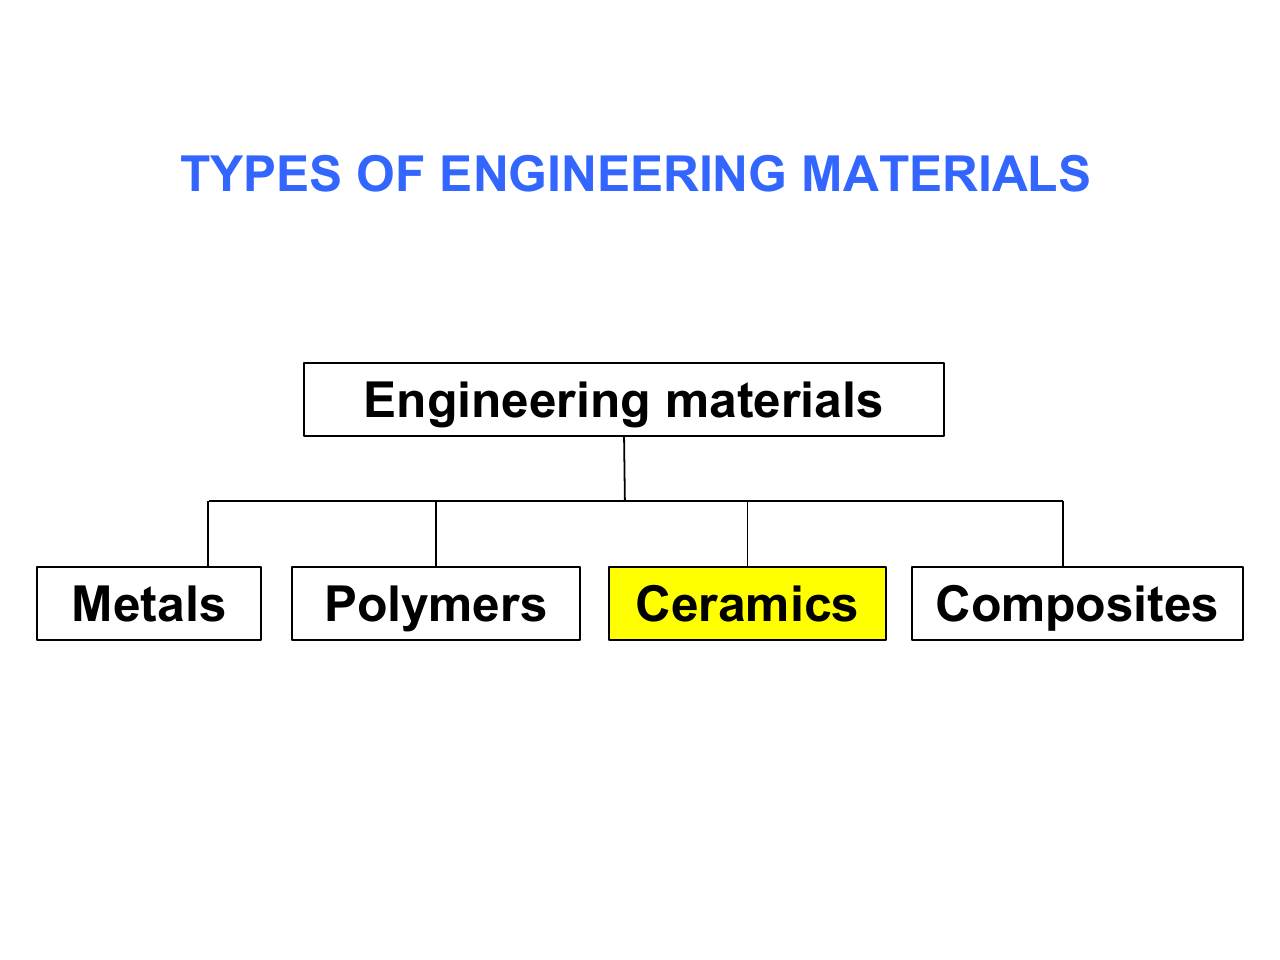 TYPES OF ENGINEERING MATERIALS
Engineering materials
Metals
Polymers
Ceramics
Composites